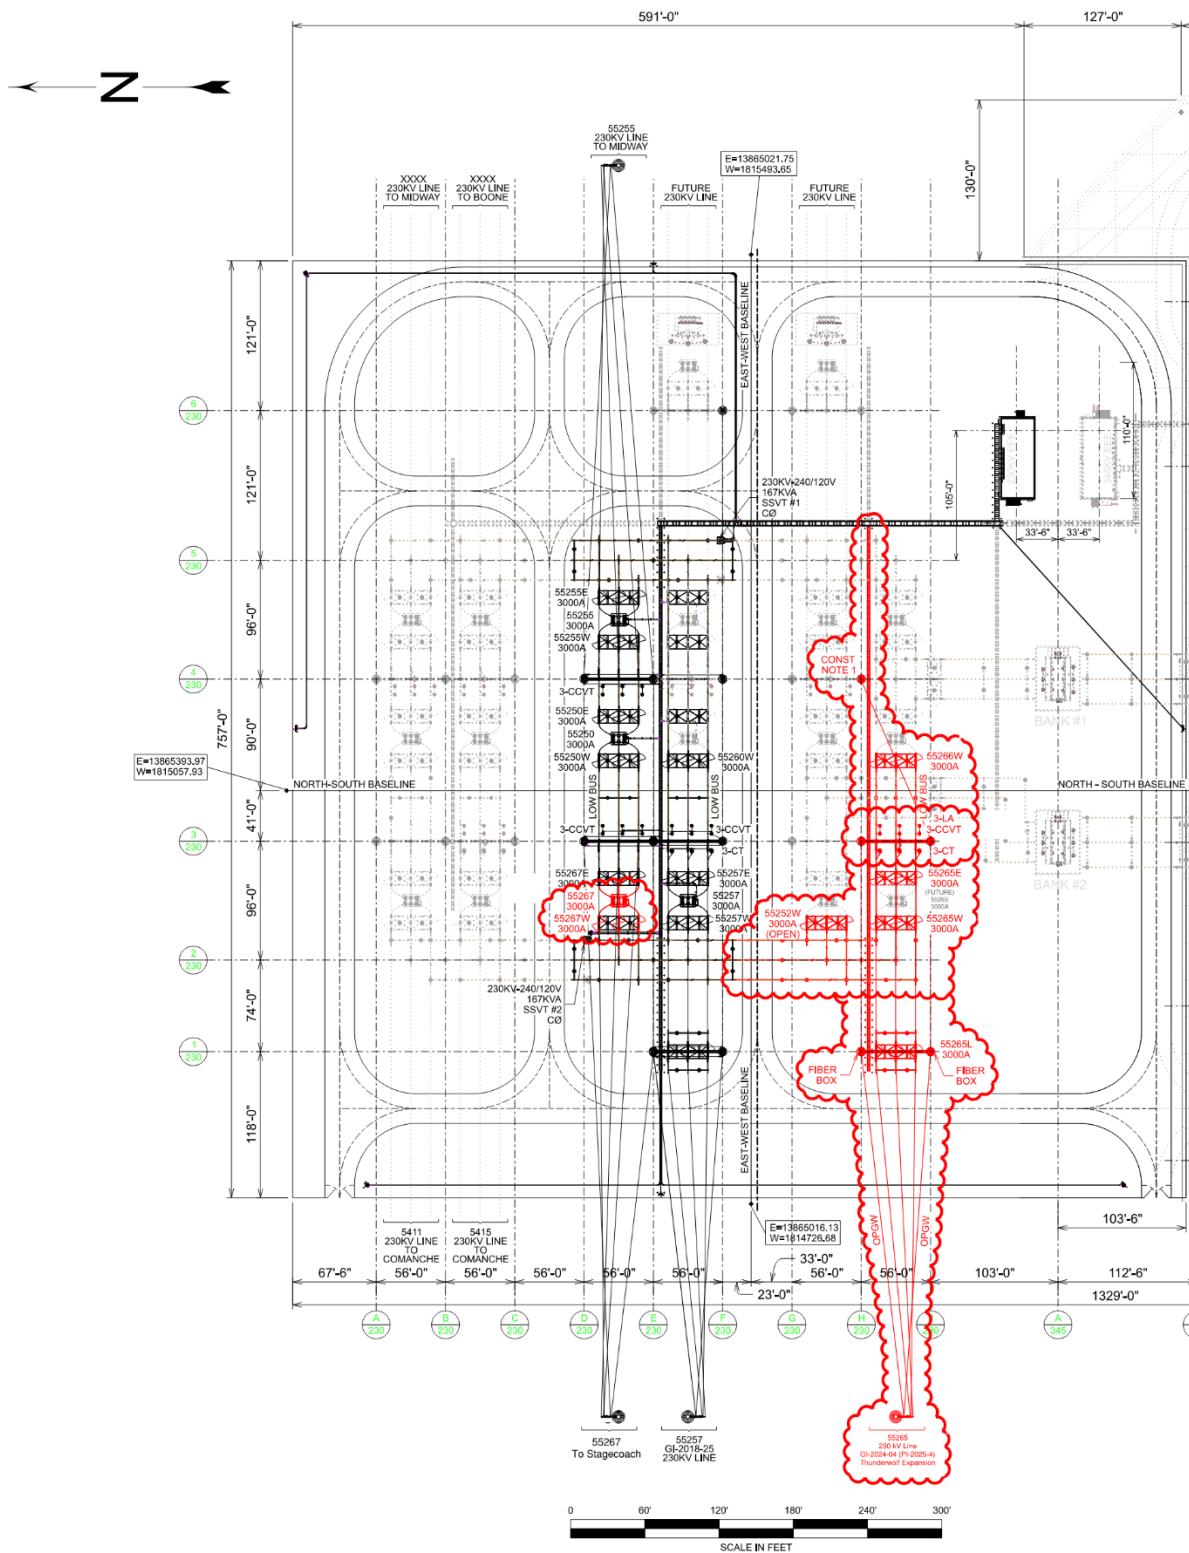 591'-0"
127'-0"
N
130'-0"
55255
230KV LINE
TO MIDWAY
E=13865021.75
W=1815493.65
XXXX
230KV LINE
TO MIDWAY
XXXX
230KV LINE
TO BOONE
FUTURE
230KV LINE
FUTURE
230KV LINE
EAST-WEST BASELINE
757'-0"
121'-0"
6
230
121'-0"
105'-0"
110'-0"
230KV-240/120V
167KVA
SSVT #1
CØ
33'-6"
33'-6"
5
230
96'-0"
55255E
3000A
55255
3000A
55255W
3000A
CONST
NOTE 1
4
230
3-CCVT
BANK #1
90'-0"
55250E
3000A
55250
3000A
55250W
3000A
55260W
3000A
55266W
3000A
LOW BUS
LOW BUS
LOW BUS
E=13865393.97
W=1815057.93
NORTH-SOUTH BASELINE
NORTH - SOUTH BASELINE
41'-0"
3-CCVT
3-CCVT
3-CT
3-LA
3-CCVT
3-CT
3
230
BANK #2
96'-0"
55267E
3000A
55267
3000A
55267W
3000A
55257E
3000A
55257
3000A
55257W
3000A
55265E
3000A
(FUTURE)
55265
3000A
55265W
3000A
55252W
3000A
(OPEN)
2
230
74'-0"
230KV-240/120V
167KVA
SSVT #2
CØ
1
230
55265L
3000A
FIBER
BOX
FIBER
BOX
118'-0"
EAST-WEST BASELINE
OPGW
OPGW
5411
230KV LINE
TO
COMANCHE
5415
230KV LINE
TO
COMANCHE
E=13865016.13
W=1814726.68
103'-6"
67'-6"
56'-0"
56'-0"
56'-0"
56'-0"
56'-0"
33'-0"
23'-0"
56'-0"
56'-0"
103'-0"
112'-6"
1329'-0"
A
230
B
230
C
230
D
230
E
230
F
230
G
230
H
230
230
A
345
55267
To Stagecoach
55257
GI-2018-25
230KV LINE
55265
230 kV Line
GI-2024-04 (PI-2025-4)
Thunderwolf Expansion
0
60'
120'
180'
240'
300'
SCALE IN FEET